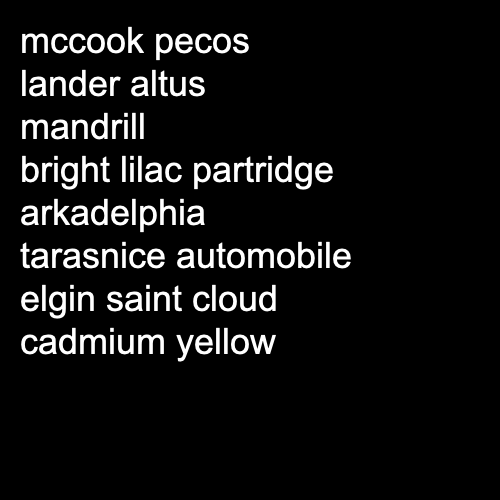 mccook pecos
lander altus
mandrill
bright lilac partridge
arkadelphia
tarasnice automobile
elgin saint cloud
cadmium yellow